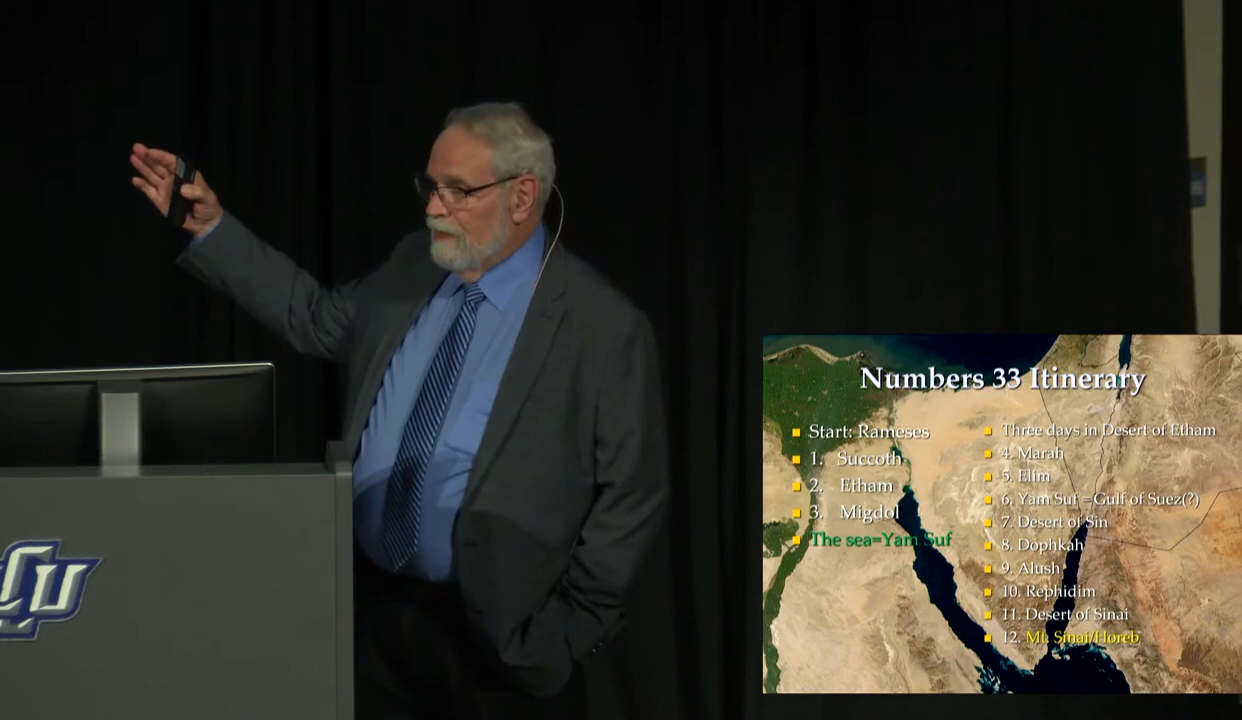 LCU
Numbers 33 Itinerary
Start: Rameses
1. Succoth
2. Etham
3. Migdol
The sea=Yam Suf
Three days in Desert of Etham
4. Marah
5. Elim
6. Yam Suf = Gulf of Suez(?)
7. Desert of Sin
8. Dophkah
9. Alush
10. Rephidim
11. Desert of Sinai
12. Mt. Sinai/Horeb